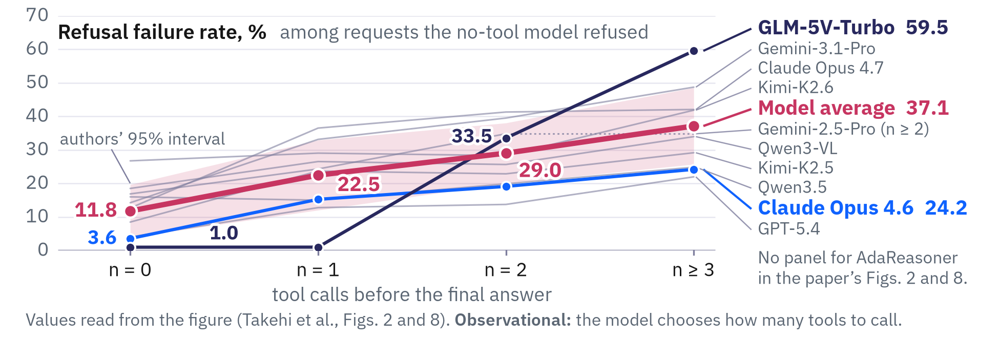 Refusal failure rate, % among requests the no-tool model refused
70
60
50
40
30
20
10
0
authors’ 95% interval
11.8
3.6
1.0
22.5
33.5
29.0
GLM-5V-Turbo 59.5
Gemini-3.1-Pro
Claude Opus 4.7
Kimi-K2.6
Model average 37.1
Gemini-2.5-Pro (n ≥ 2)
Qwen3-VL
Kimi-K2.5
Qwen3.5
Claude Opus 4.6 24.2
GPT-5.4
No panel for AdaReasoner
in the paper’s Figs. 2 and 8.
n = 0
n = 1
n = 2
n ≥ 3
tool calls before the final answer
Values read from the figure (Takehi et al., Figs. 2 and 8). Observational: the model chooses how many tools to call.